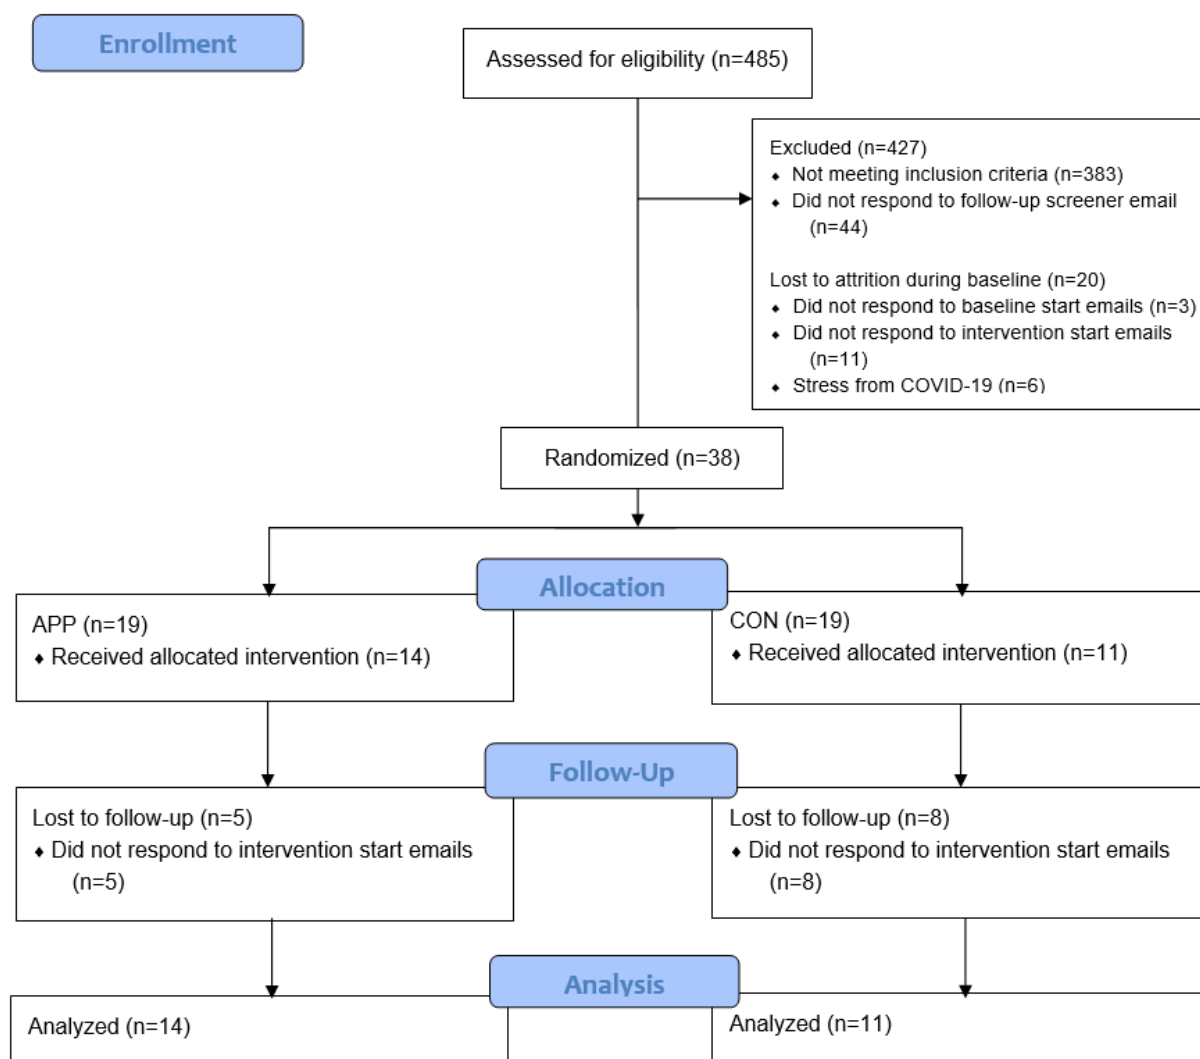 Enrollment
Assessed for eligibility (n=485)
Excluded (n=427)
⬥ Not meeting inclusion criteria (n=383)
⬥ Did not respond to follow-up screener email
(n=44)
Lost to attrition during baseline (n=20)
⬥ Did not respond to baseline start emails (n=3)
⬥ Did not respond to intervention start emails
(n=11)
⬥ Stress from COVID-19 (n=6)
Randomized (n=38)
Allocation
APP (n=19)
⬥ Received allocated intervention (n=14)
CON (n=19)
⬥ Received allocated intervention (n=11)
Follow-Up
Lost to follow-up (n=5)
⬥ Did not respond to intervention start emails
(n=5)
Lost to follow-up (n=8)
⬥ Did not respond to intervention start emails
(n=8)
Analysis
Analyzed (n=14)
Analyzed (n=11)